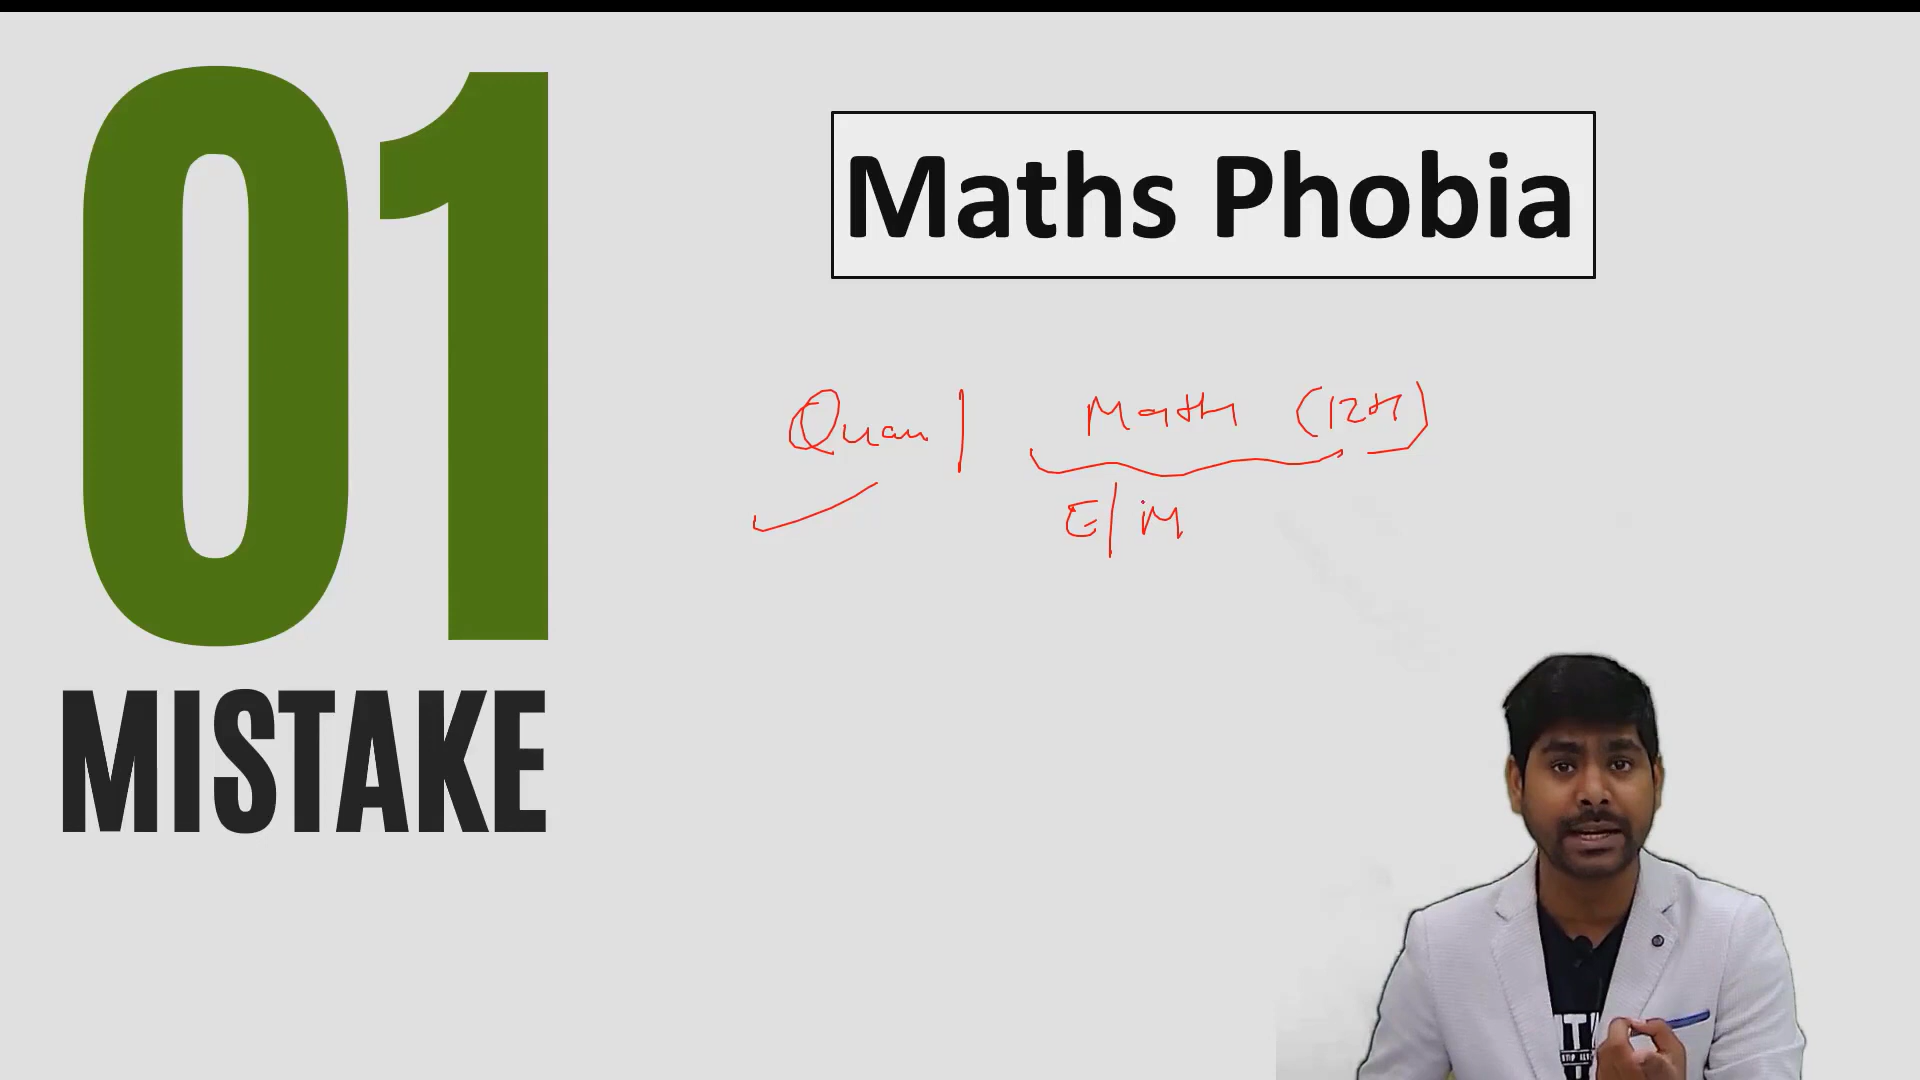 01
MISTAKE
Maths Phobia
Quan | Math (12th)
E | M